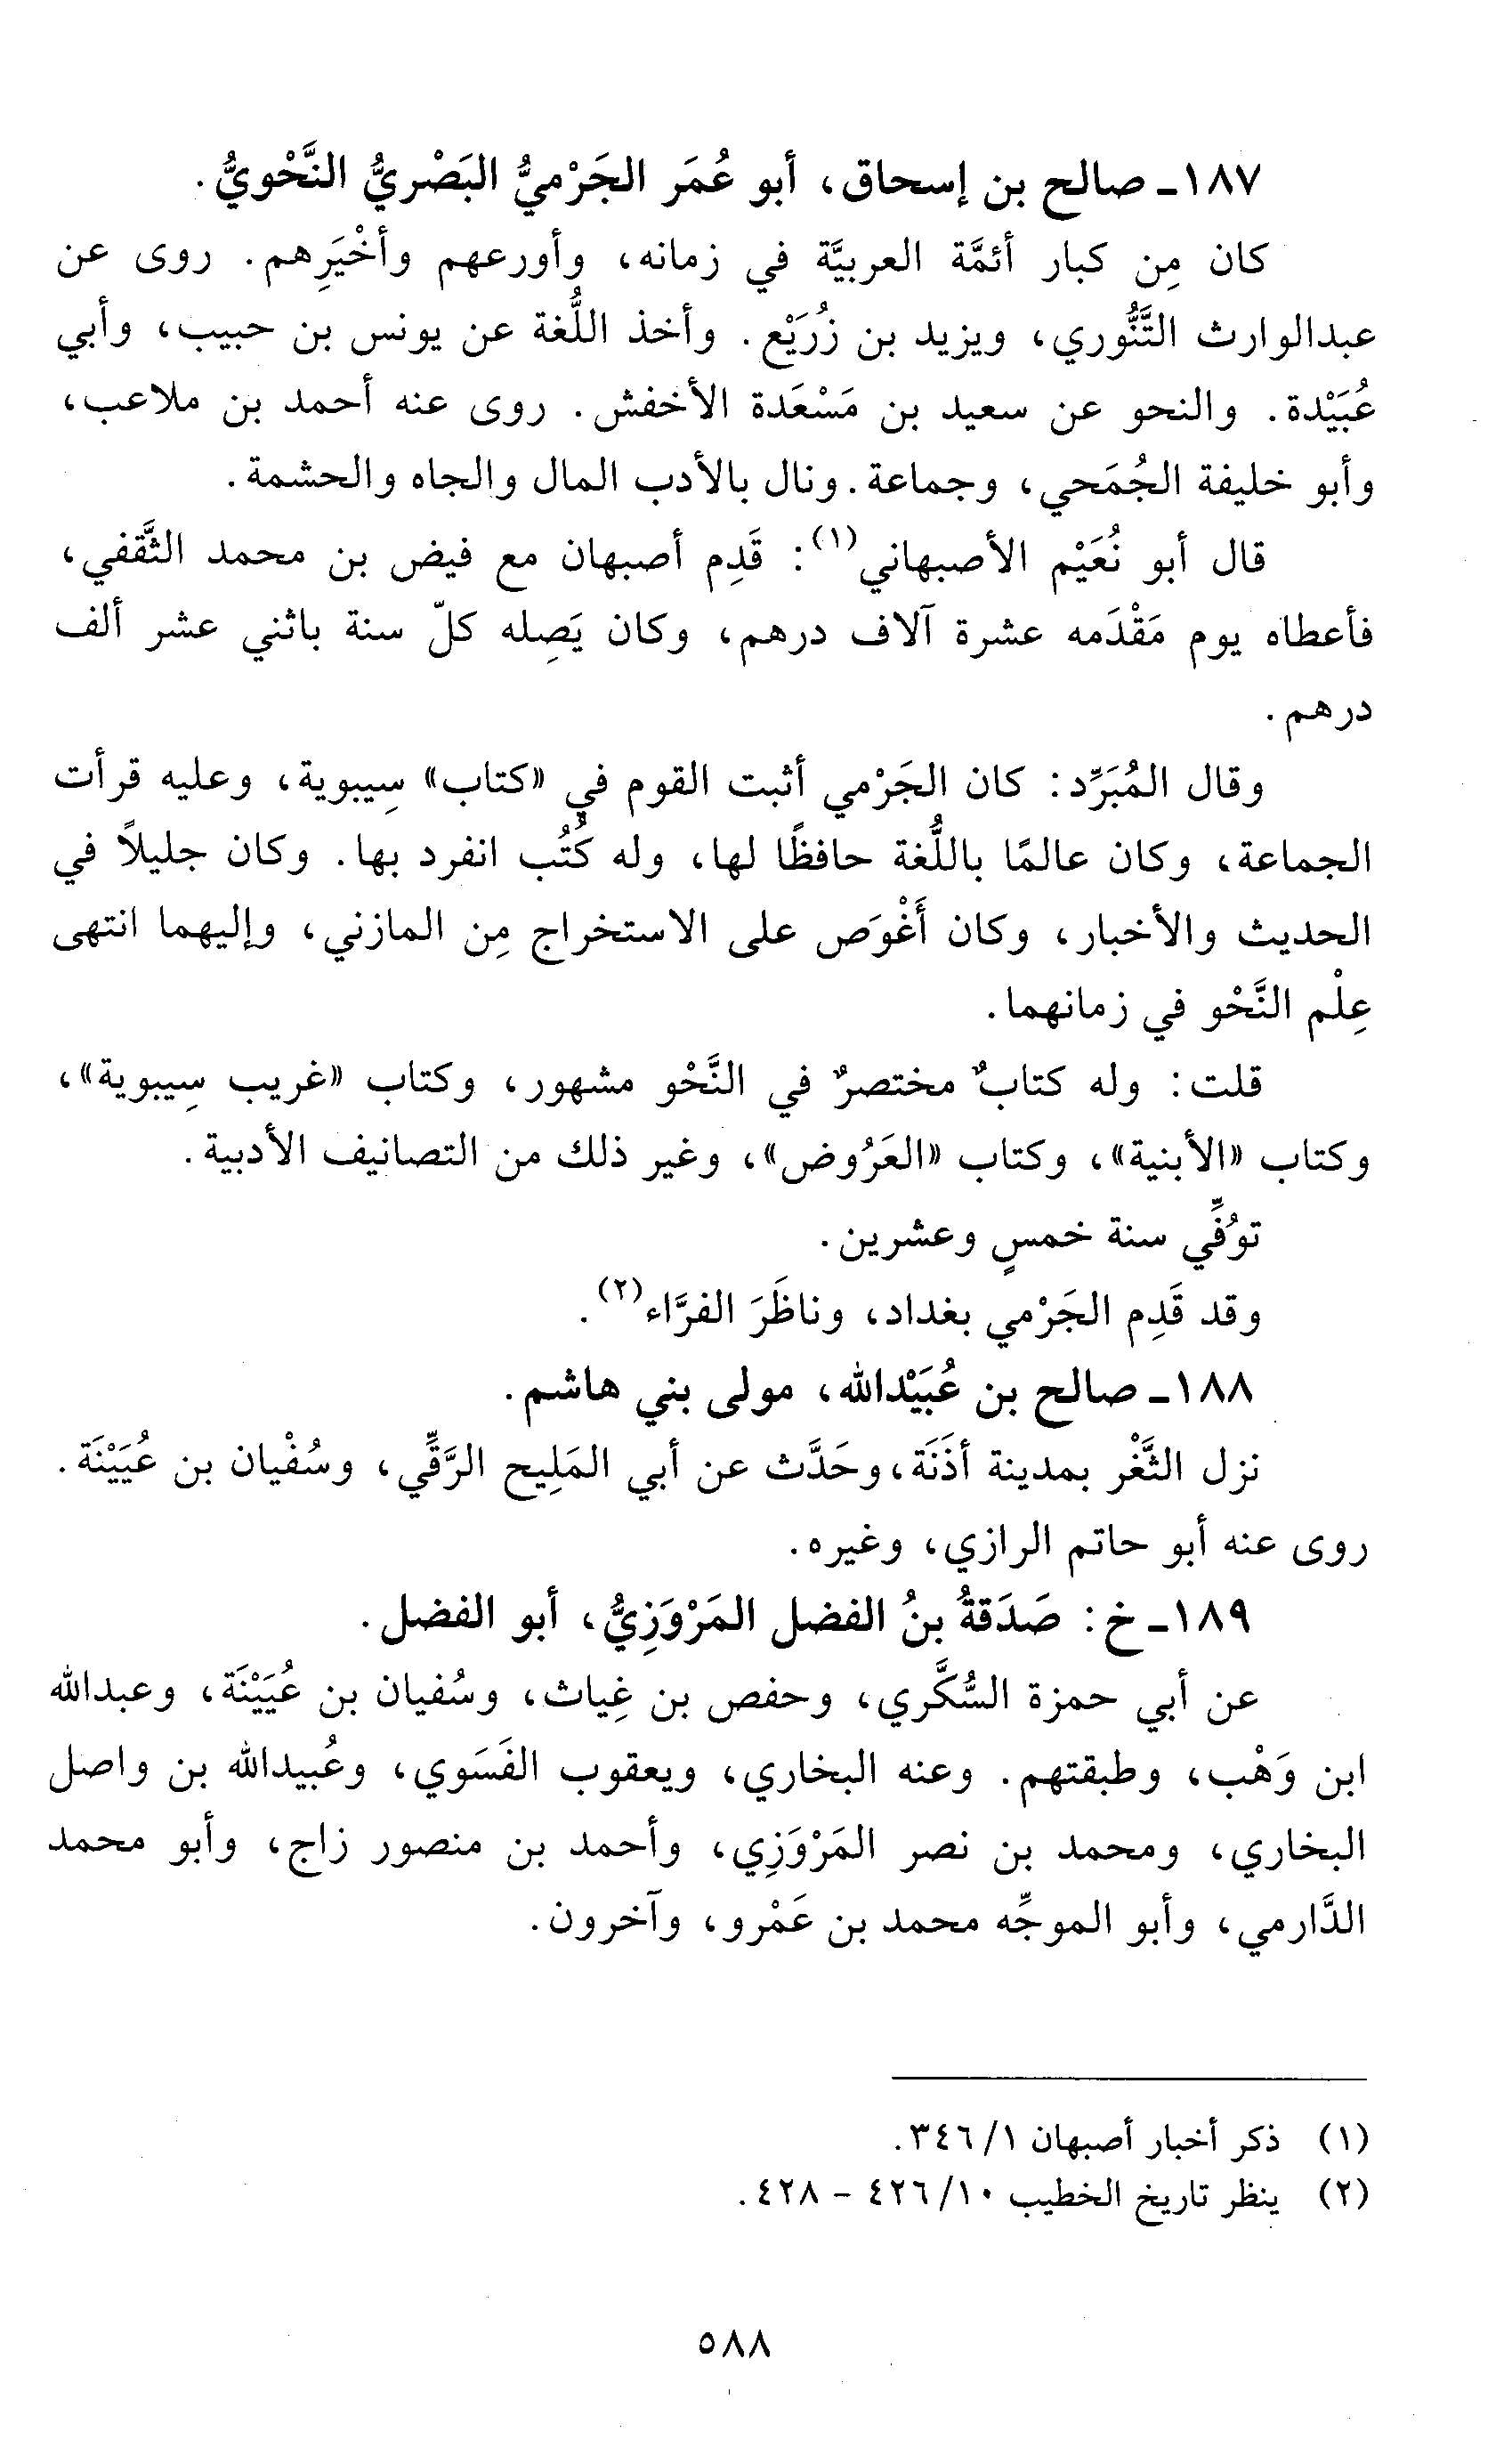 ١٨٧ـ صالح بن إسحاق، أبو عُمَر الجَرْميُّ البَصْريُّ النَّحْويُّ.
كان مِن كبار أئمَّة العربيَّة في زمانه، وأورعهم وأخْيَرِهم. روى عن
عبدالوارث التَّنُّوري، ويزيد بن زُرَيْع. وأخذ اللُّغة عن يونس بن حبيب، وأبي
عُبَيْدة. والنحو عن سعيد بن مَسْعَدة الأخفش. روى عنه أحمد بن ملاعب،
وأبو خليفة الجُمَحي، وجماعة. ونال بالأدب المال والجاه والحشمة.
قال أبو نُعَيْم الأصبهاني(١): قَدِم أصبهان مع فيض بن محمد الثَّقفي،
فأعطاه يوم مَقْدَمه عشرة آلاف درهم، وكان يَصِله كلّ سنة باثني عشر ألف
درهم.
وقال المُبَرِّد: كان الجَرْمي أثبت القوم في «كتاب» سِيبوية، وعليه قرأت
الجماعة، وكان عالمًا باللُّغة حافظًا لها، وله كُتُب انفرد بها. وكان جليلاً في
الحديث والأخبار، وكان أَغْوَص على الاستخراج مِن المازني، وإليهما انتهى
عِلْم النَّحْو في زمانهما.
قلت: وله كتابٌ مختصرٌ في النَّحْو مشهور، وكتاب «غريب سِيبوية»،
وكتاب «الأبنية»، وكتاب «العَرُوض»، وغير ذلك من التصانيف الأدبية.
توُفِّي سنة خمسٍ وعشرين.
وقد قَدِم الجَرْمي بغداد، وناظَرَ الفرَّاء(٢).
١٨٨ـ صالح بن عُبَيْدالله، مولى بني هاشم.
نزل الثَّغْر بمدينة أذَنَة، وحَدَّث عن أبي المَلِيح الرَّقِّي، وسُفْيان بن عُيَيْنَة.
روى عنه أبو حاتم الرازي، وغيره.
١٨٩ـ خ: صَدَقةُ بنُ الفضل المَرْوَزِيُّ، أبو الفضل.
عن أبي حمزة السُّكَّري، وحفص بن غِياث، وسُفيان بن عُيَيْنَة، وعبدالله
ابن وَهْب، وطبقتهم. وعنه البخاري، ويعقوب الفَسَوي، وعُبيدالله بن واصل
البخاري، ومحمد بن نصر المَرْوَزِي، وأحمد بن منصور زاج، وأبو محمد
الدَّارمي، وأبو الموجِّه محمد بن عَمْرو، وآخرون.
(١) ذكر أخبار أصبهان ١/ ٣٤٦.
(٢) ينظر تاريخ الخطيب ١٠/ ٤٢٦ - ٤٢٨.
٥٨٨